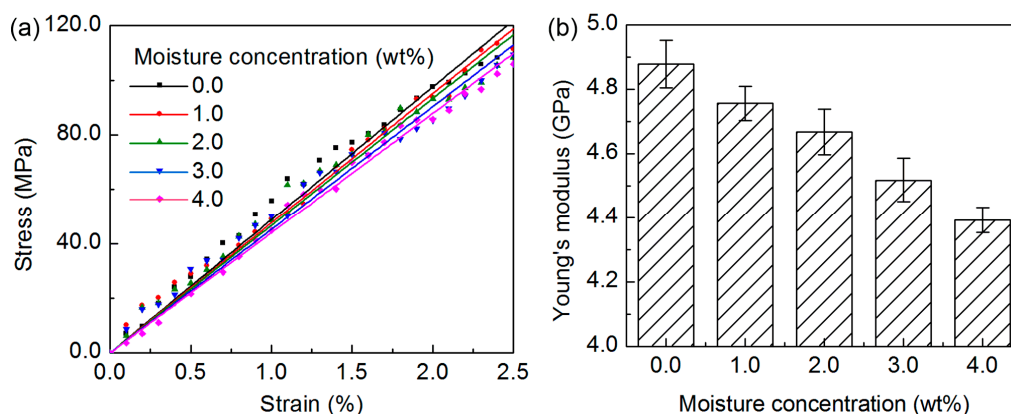 (a)
120.0
80.0
40.0
0.0
Stress (MPa)
Moisture concentration (wt%)
0.0
1.0
2.0
3.0
4.0
0.0 0.5 1.0 1.5 2.0 2.5
Strain (%)
(b)
5.0
4.8
4.6
4.4
4.2
4.0
Young's modulus (GPa)
0.0 1.0 2.0 3.0 4.0
Moisture concentration (wt%)